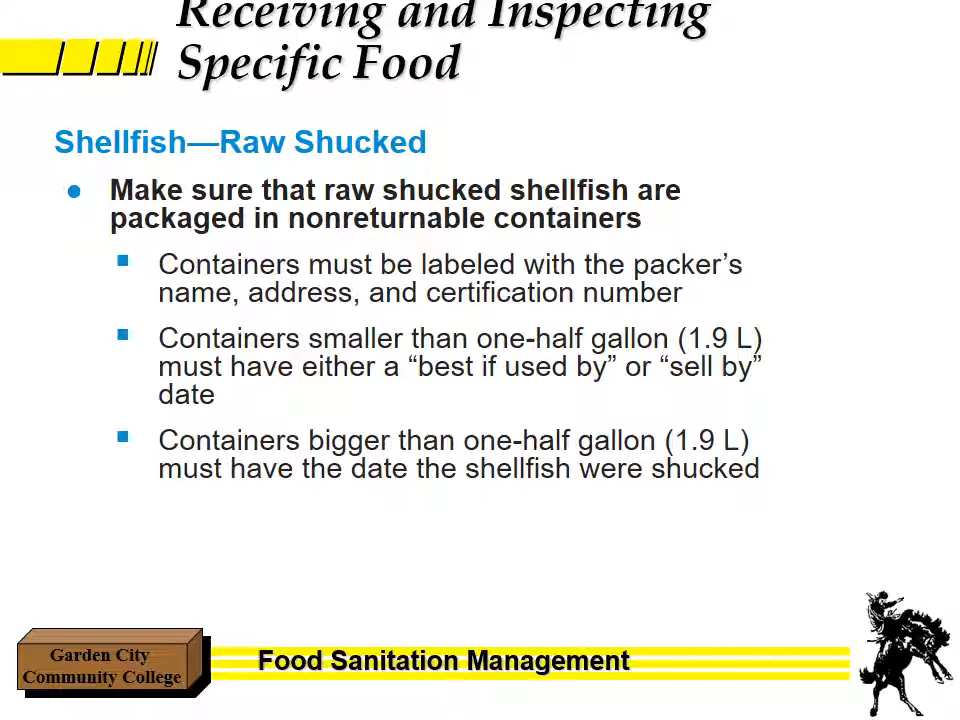 Receiving and Inspecting
Specific Food
Shellfish—Raw Shucked
● Make sure that raw shucked shellfish are
packaged in nonreturnable containers
▪ Containers must be labeled with the packer’s
name, address, and certification number
▪ Containers smaller than one-half gallon (1.9 L)
must have either a “best if used by” or “sell by”
date
▪ Containers bigger than one-half gallon (1.9 L)
must have the date the shellfish were shucked
Garden City
Community College
Food Sanitation Management